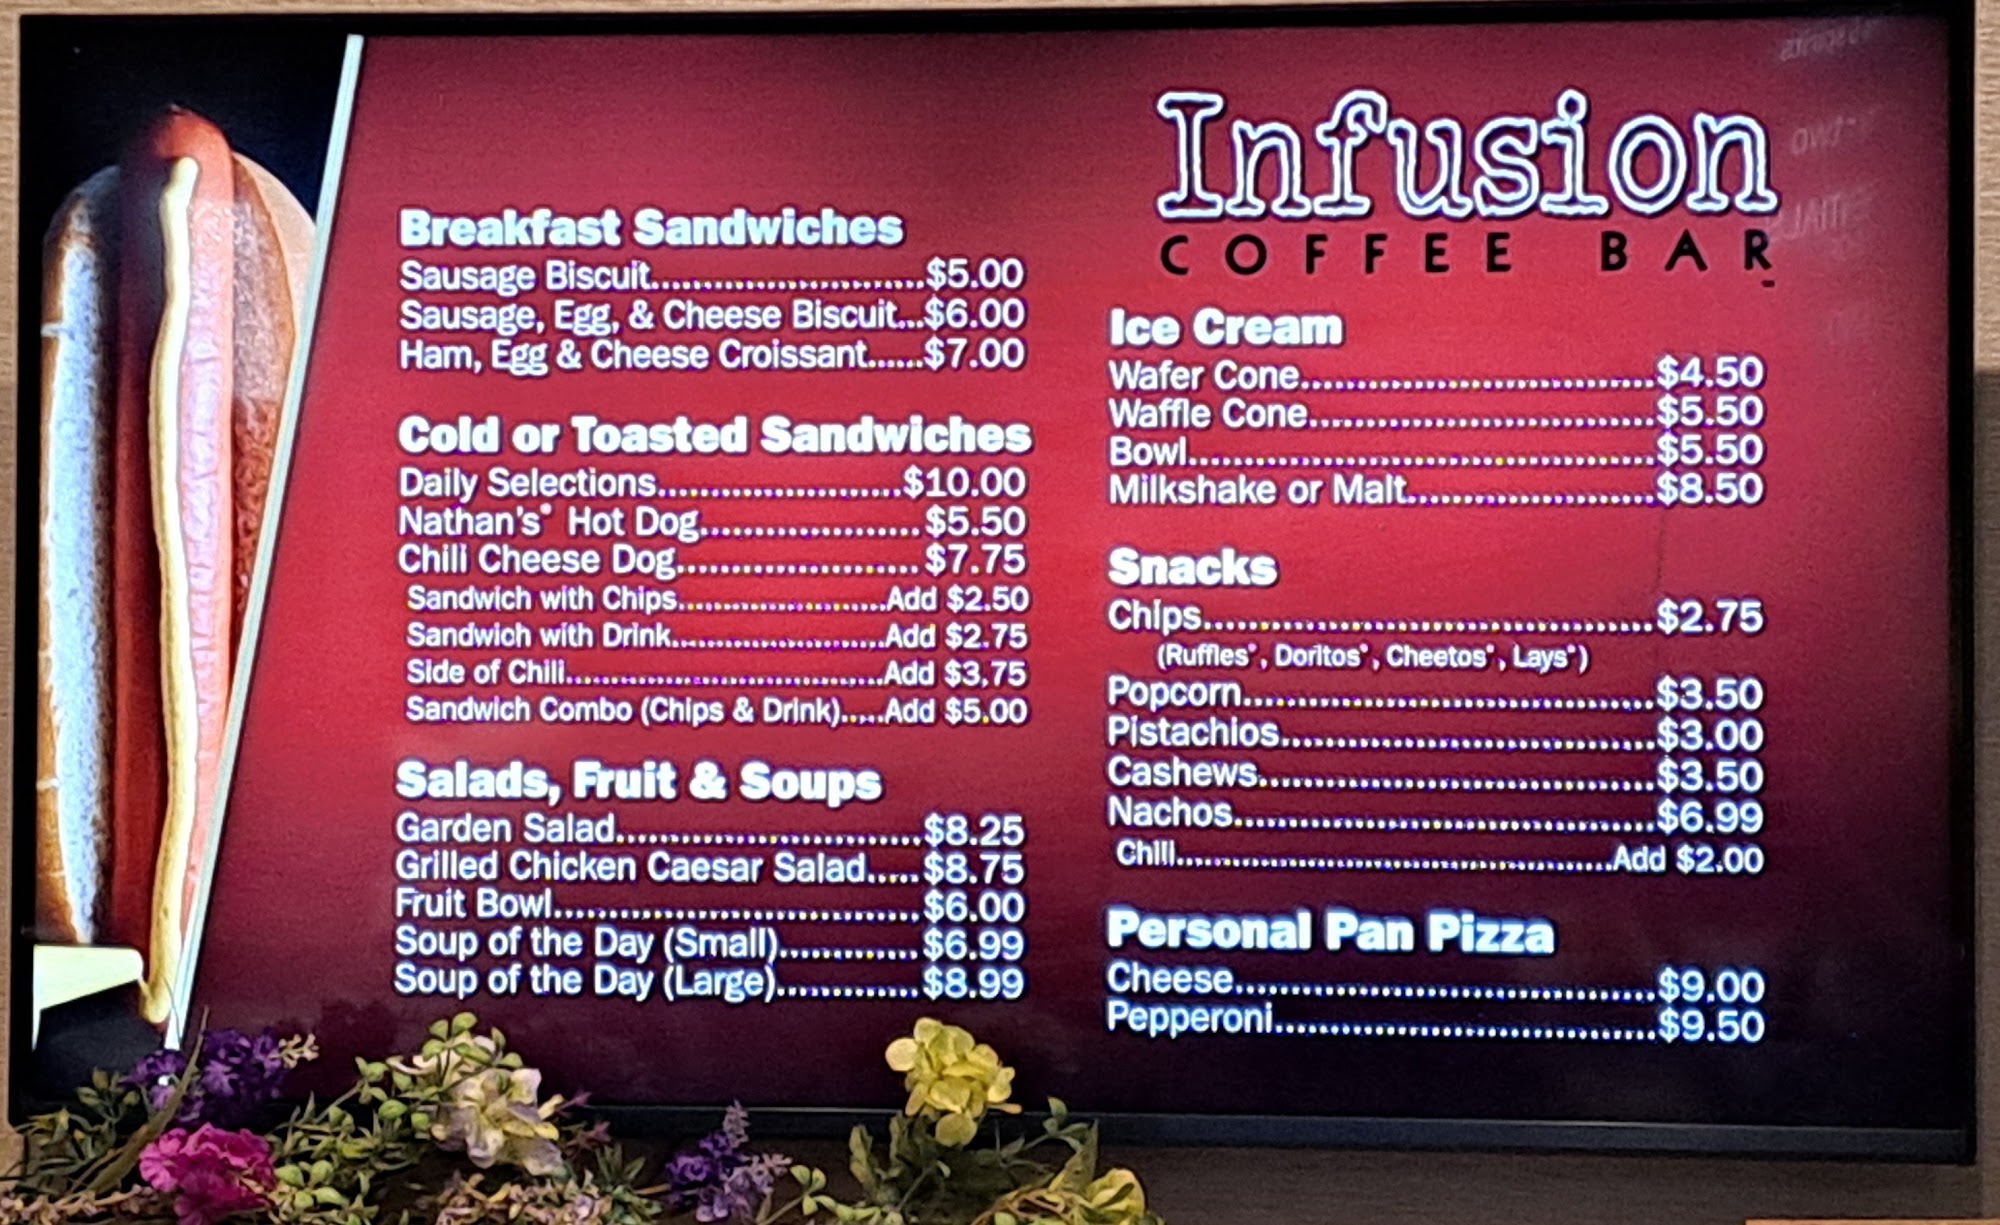 Breakfast Sandwiches
Sausage Biscuit..............................$5.00
Sausage, Egg, & Cheese Biscuit...$6.00
Ham, Egg & Cheese Croissant......$7.00
Cold or Toasted Sandwiches
Daily Selections..........................$10.00
Nathan's® Hot Dog........................$5.50
Chili Cheese Dog..........................$7.75
Sandwich with Chips.......................Add $2.50
Sandwich with Drink.......................Add $2.75
Side of Chili...................................Add $3.75
Sandwich Combo (Chips & Drink).....Add $5.00
Salads, Fruit & Soups
Garden Salad.................................$8.25
Grilled Chicken Caesar Salad.....$8.75
Fruit Bowl.......................................$6.00
Soup of the Day (Small)...............$6.99
Soup of the Day (Large)...............$8.99
Infusion
COFFEE BAR
Ice Cream
Wafer Cone.....................................$4.50
Waffle Cone....................................$5.50
Bowl.................................................$5.50
Milkshake or Malt..........................$8.50
Snacks
Chips................................................$2.75
(Ruffles®, Doritos®, Cheetos®, Lays®)
Popcorn............................................$3.50
Pistachios........................................$3.00
Cashews..........................................$3.50
Nachos.............................................$6.99
Chili................................................Add $2.00
Personal Pan Pizza
Cheese.............................................$9.00
Pepperoni.........................................$9.50